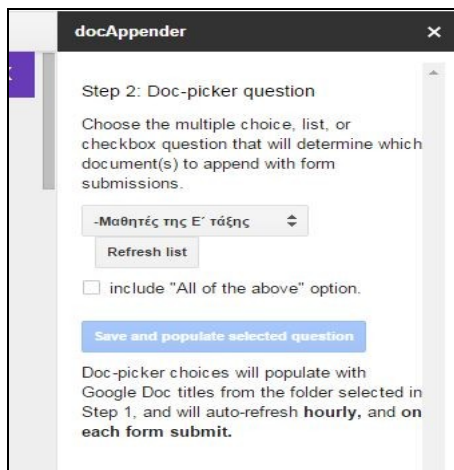 docAppender ×
Step 2: Doc-picker question
Choose the multiple choice, list, or
checkbox question that will determine which
document(s) to append with form
submissions.
-Μαθητές της Ε΄ τάξης
Refresh list
include "All of the above" option.
Save and populate selected question
Doc-picker choices will populate with
Google Doc titles from the folder selected in
Step 1, and will auto-refresh hourly, and on
each form submit.